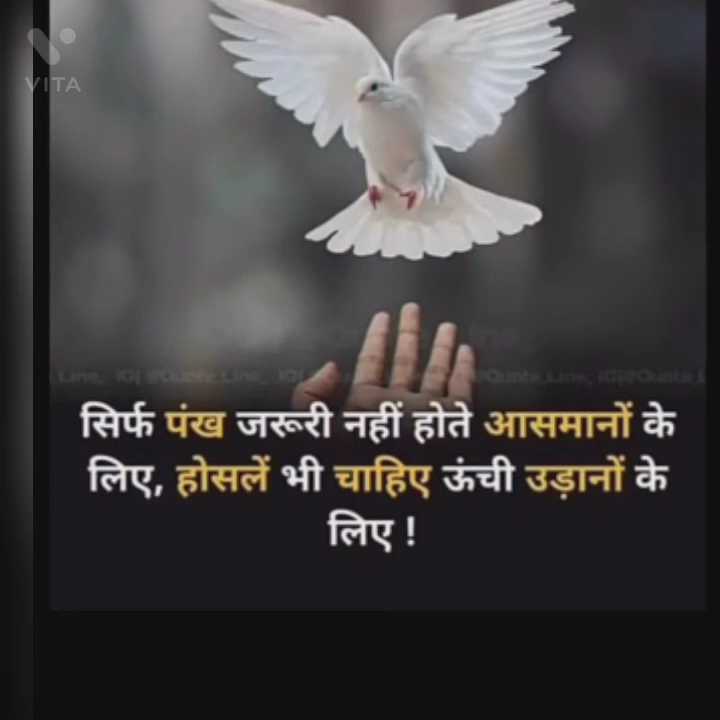 VITA
सिर्फ पंख जरूरी नहीं होते आसमानों के
लिए, होसलें भी चाहिए ऊंची उड़ानों के
लिए !